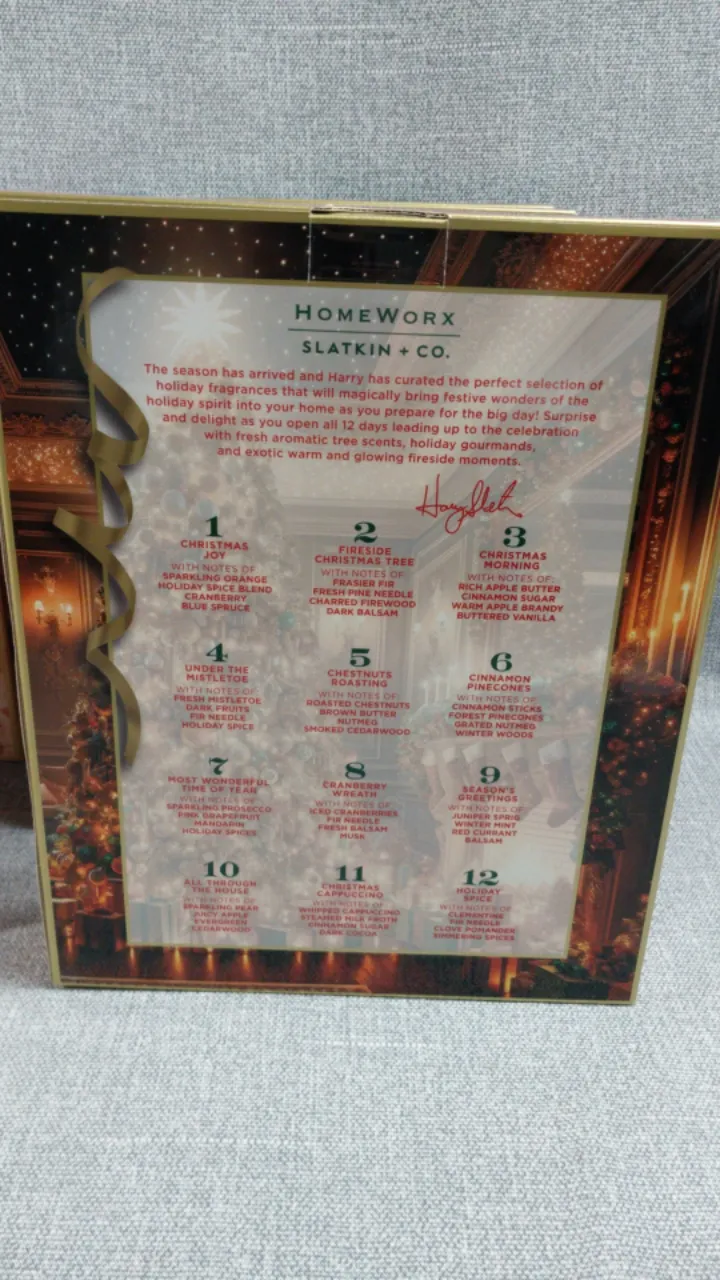 HOMEWORX
SLATKIN + CO.
The season has arrived and Harry has curated the perfect selection of
holiday fragrances that will magically bring festive wonders of the
holiday spirit into your home as you prepare for the big day! Surprise
and delight as you open all 12 days leading up to the celebration
with fresh aromatic tree scents, holiday gourmands,
and exotic warm and glowing fireside moments.
Harry Slatkin
1
CHRISTMAS
JOY
WITH NOTES OF
SPARKLING ORANGE
HOLIDAY SPICE BLEND
CRANBERRY
BLUE SPRUCE
2
FIRESIDE
CHRISTMAS TREE
WITH NOTES OF
FRASIER FIR
FRESH PINE NEEDLE
CHARRED FIREWOOD
DARK BALSAM
3
CHRISTMAS
MORNING
WITH NOTES OF:
RICH APPLE BUTTER
CINNAMON SUGAR
WARM APPLE BRANDY
BUTTERED VANILLA
4
UNDER THE
MISTLETOE
WITH NOTES OF
FRESH MISTLETOE
DARK FRUITS
FIR NEEDLE
HOLIDAY SPICE
5
CHESTNUTS
ROASTING
WITH NOTES OF:
ROASTED CHESTNUTS
BROWN BUTTER
NUTMEG
SMOKED CEDARWOOD
6
CINNAMON
PINECONES
WITH NOTES OF:
CINNAMON STICKS
FOREST PINECONES
GRATED NUTMEG
WINTER WOODS
7
MOST WONDERFUL
TIME OF YEAR
WITH NOTES OF
SPARKLING PROSECCO
PINK GRAPEFRUIT
MANDARIN
HOLIDAY SPICES
8
CRANBERRY
WREATH
WITH NOTES OF:
ICED CRANBERRIES
FIR NEEDLE
FRESH BALSAM
MUSK
9
SEASON'S
GREETINGS
WITH NOTES OF:
JUNIPER SPRIG
WINTER MINT
RED CURRANT
BALSAM
10
ALL THROUGH
THE HOUSE
WITH NOTES OF
SPARKLING PEAR
JUICY APPLE
EVERGREEN
CEDARWOOD
11
CHRISTMAS
CAPPUCCINO
WITH NOTES OF
WHIPPED CAPPUCCINO
STEAMED MILK FROTH
CINNAMON SUGAR
DARK COCOA
12
HOLIDAY
SPICE
WITH NOTES OF
CLEMENTINE
FIR NEEDLE
CLOVE POMANDER
SIMMERING SPICES